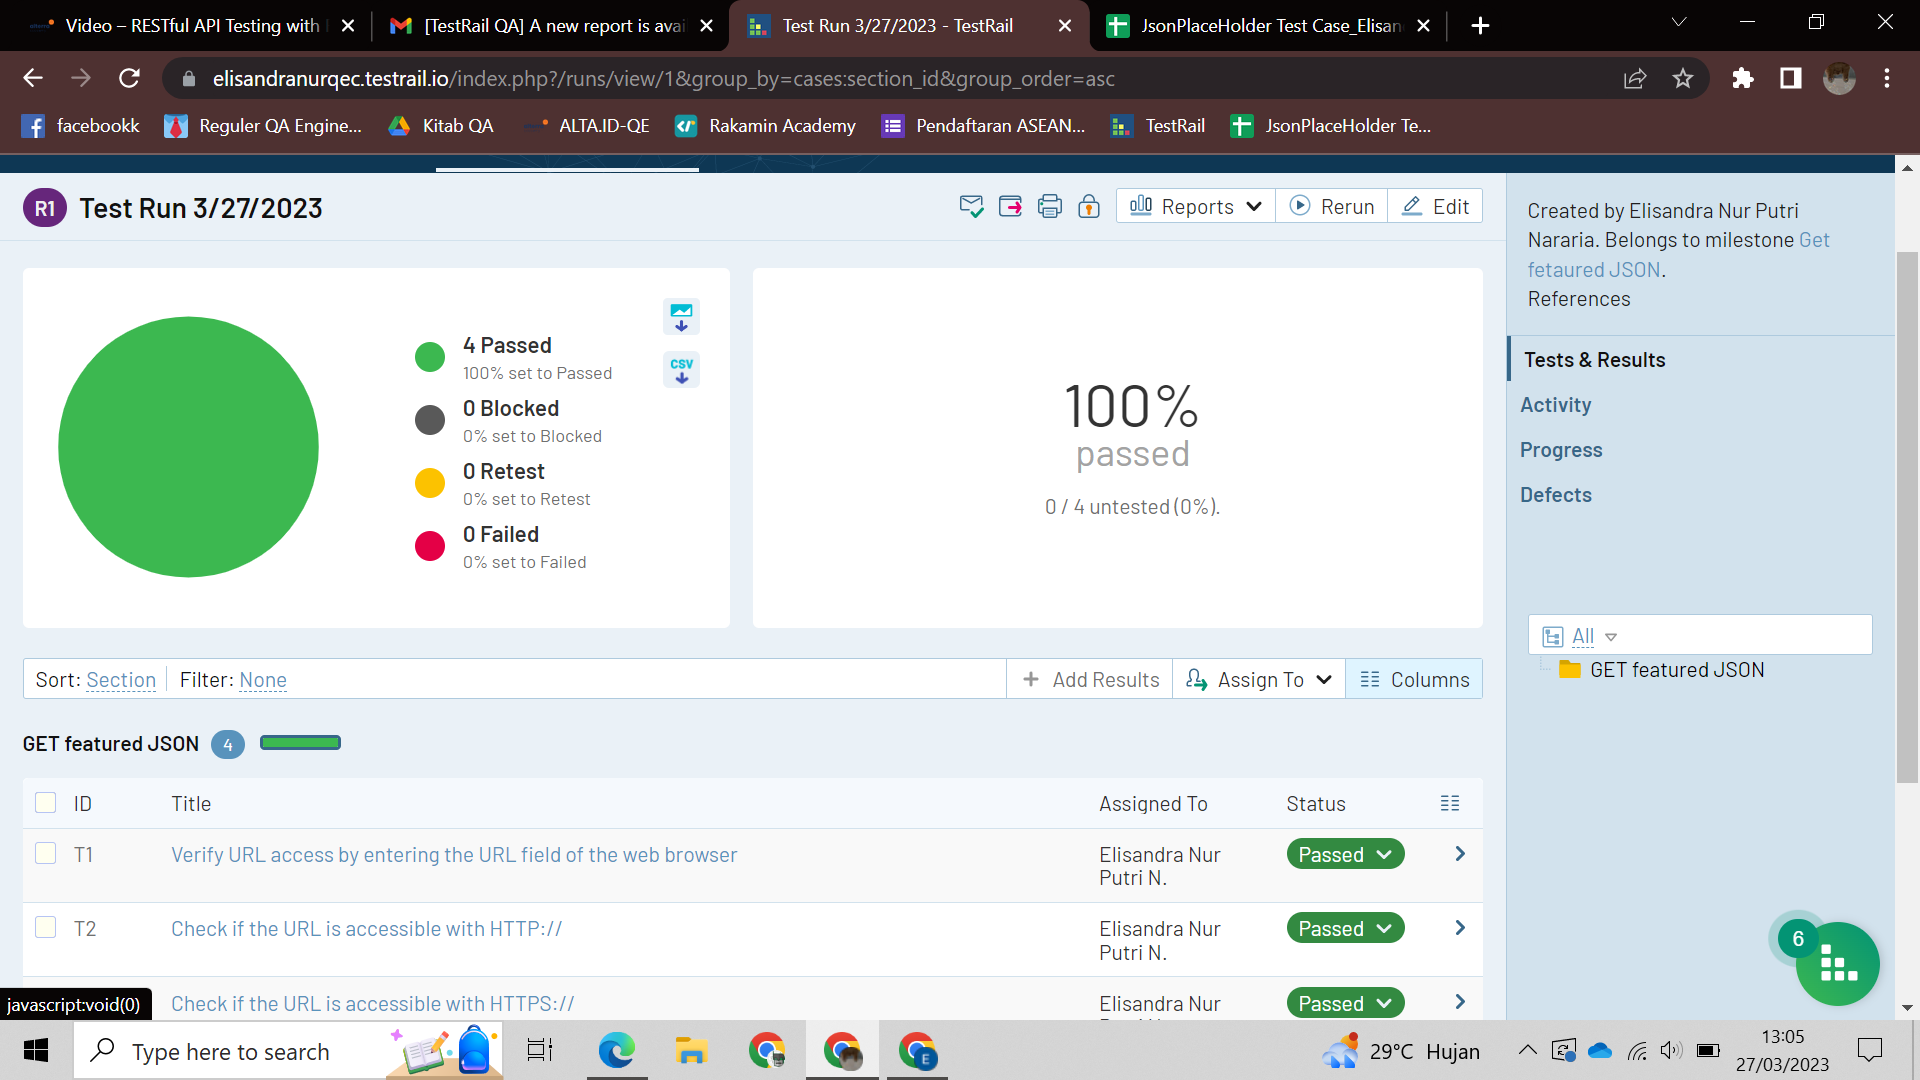 Video – RESTful API Testing with
[TestRail QA] A new report is avai
Test Run 3/27/2023 - TestRail
JsonPlaceHolder Test Case_Elisan
elisandranurqec.testrail.io/index.php?/runs/view/1&group_by=cases:section_id&group_order=asc
facebookk
Reguler QA Engine...
Kitab QA
ALTA.ID-QE
Rakamin Academy
Pendaftaran ASEAN...
TestRail
JsonPlaceHolder Te...
R1
Test Run 3/27/2023
Reports
Rerun
Edit
Created by Elisandra Nur Putri
Nararia. Belongs to milestone Get
fetaured JSON.
References
4 Passed
100% set to Passed
0 Blocked
0% set to Blocked
0 Retest
0% set to Retest
0 Failed
0% set to Failed
CSV
100%
passed
0 / 4 untested (0%).
Tests & Results
Activity
Progress
Defects
All
GET featured JSON
Sort: Section
Filter: None
+ Add Results
Assign To
Columns
GET featured JSON 4
ID
Title
Assigned To
Status
T1
Verify URL access by entering the URL field of the web browser
Elisandra Nur
Putri N.
Passed
T2
Check if the URL is accessible with HTTP://
Elisandra Nur
Putri N.
Passed
Check if the URL is accessible with HTTPS://
Elisandra Nur
Passed
6
javascript:void(0)
Type here to search
E
29°C Hujan
13:05
27/03/2023